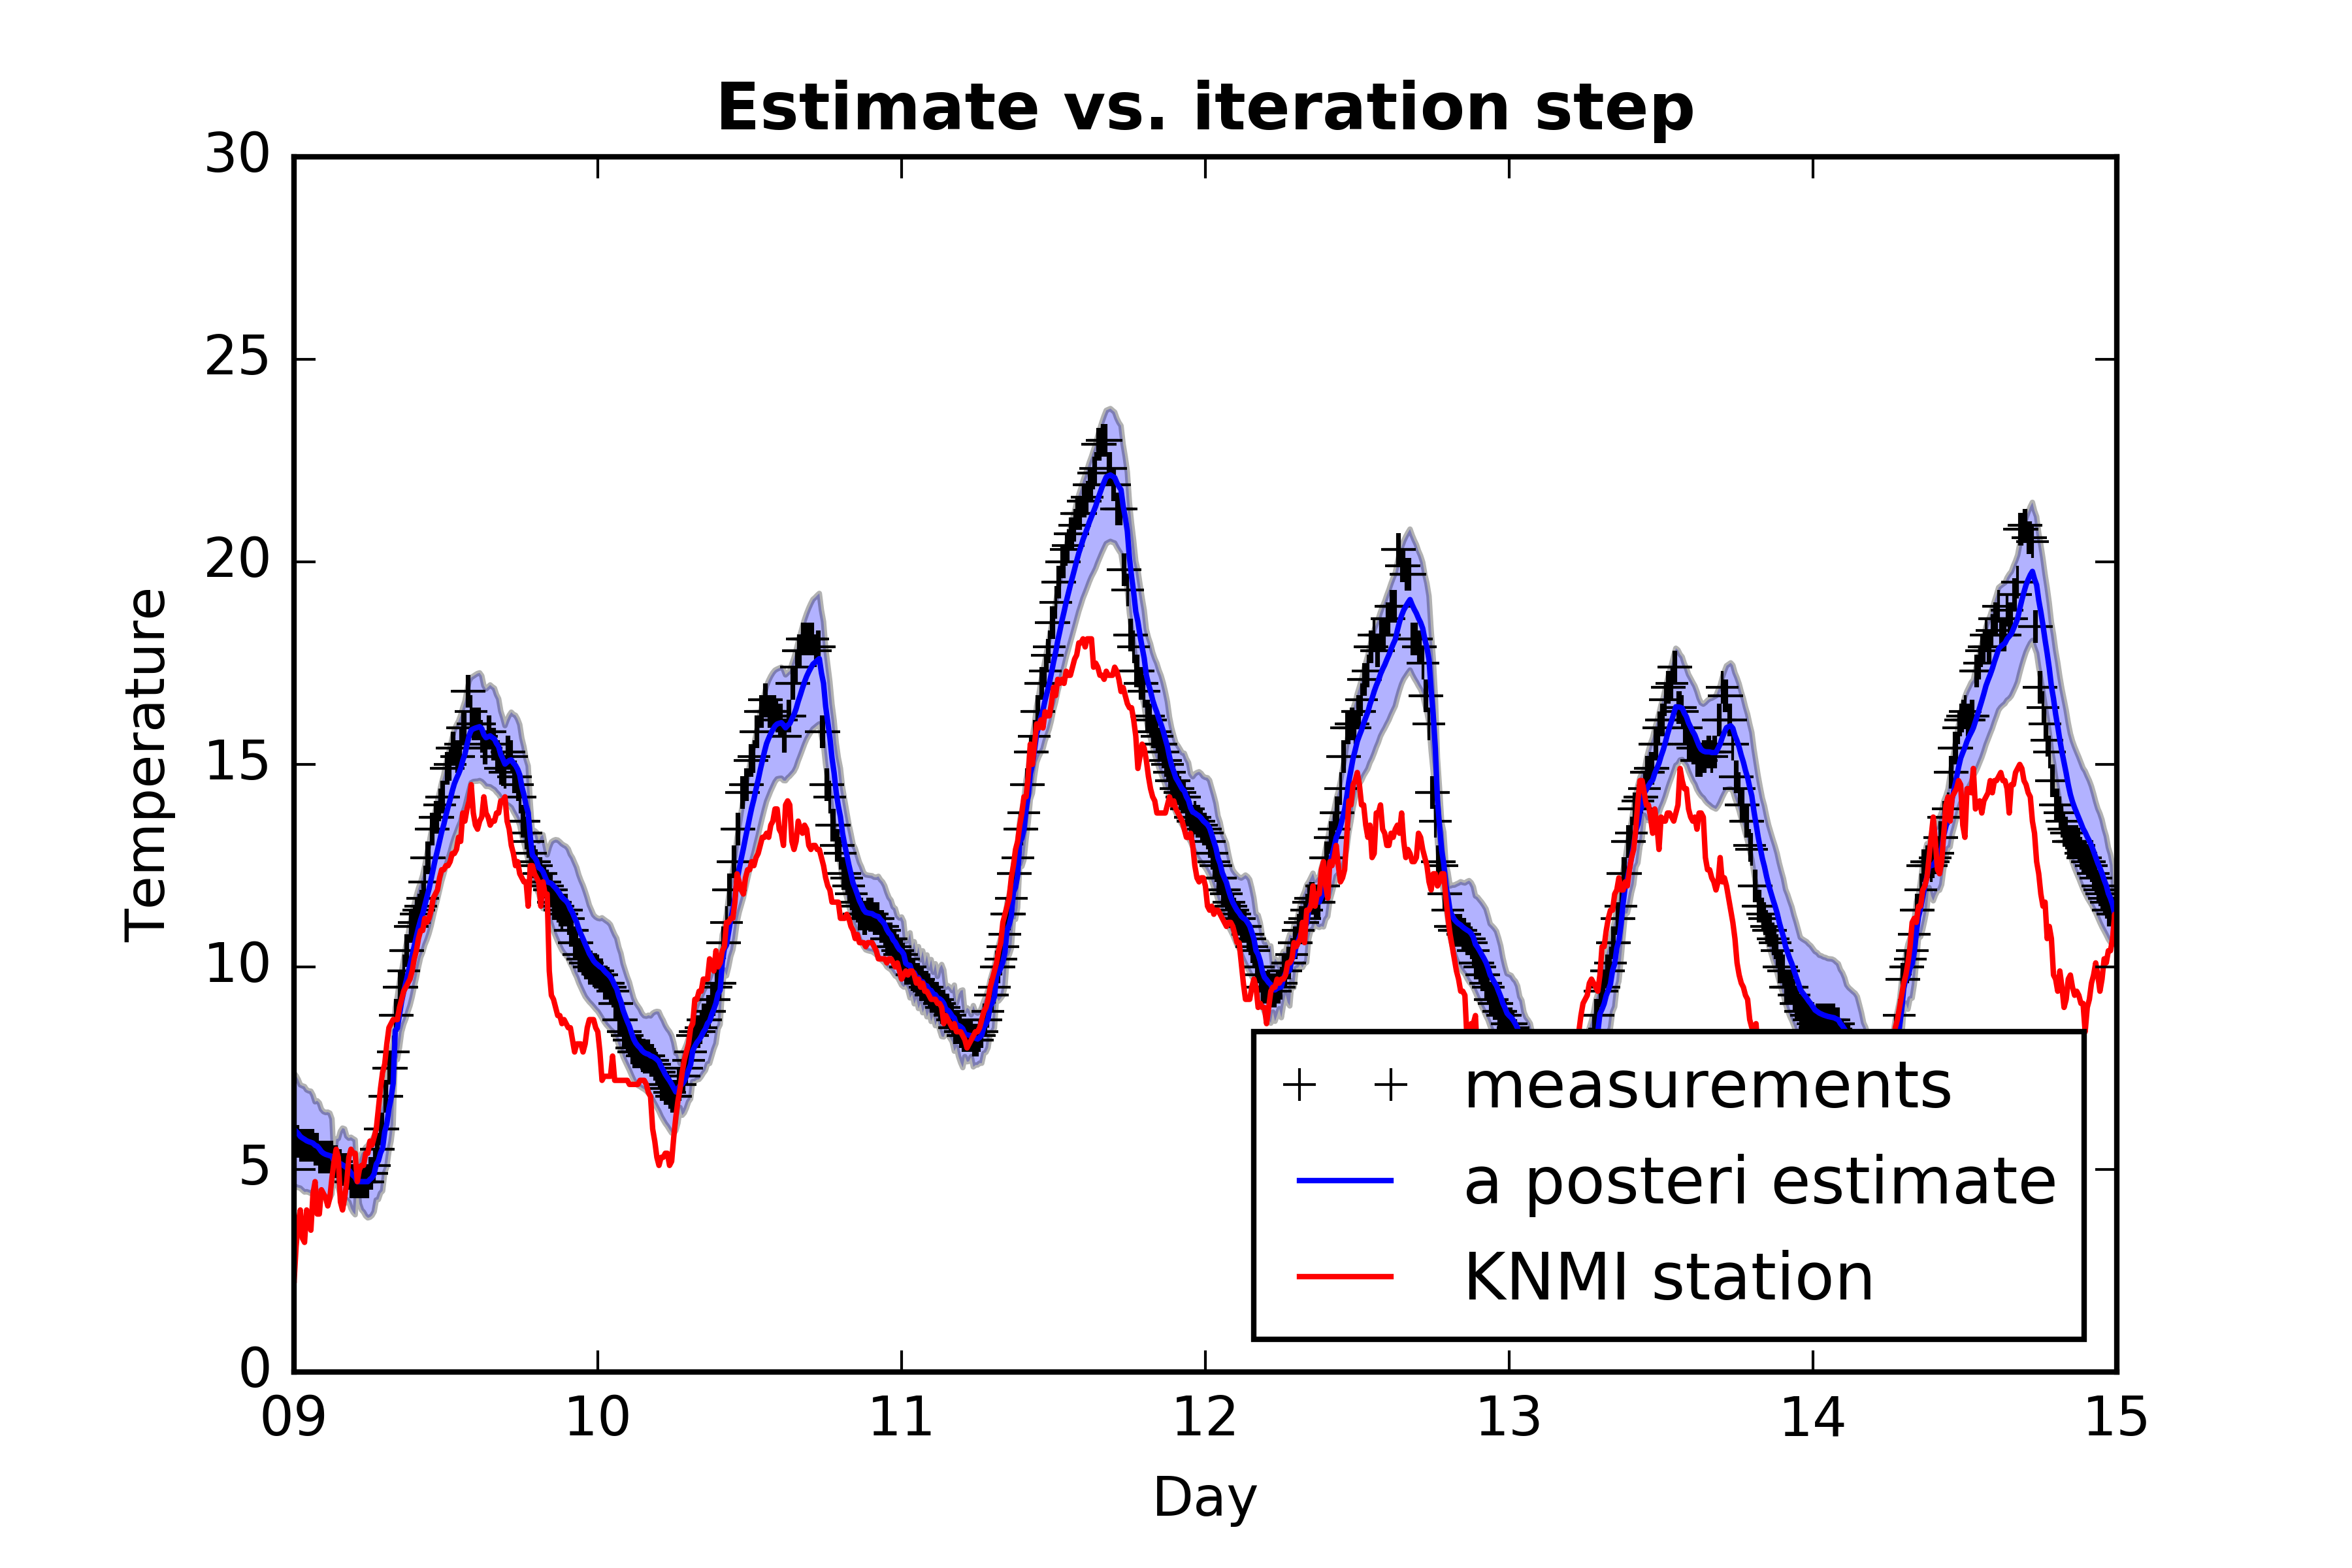 Estimate vs. iteration step
30
25
20
15
10
5
0
Temperature
09 10 11 12 13 14 15
Day
measurements
a posteri estimate
KNMI station